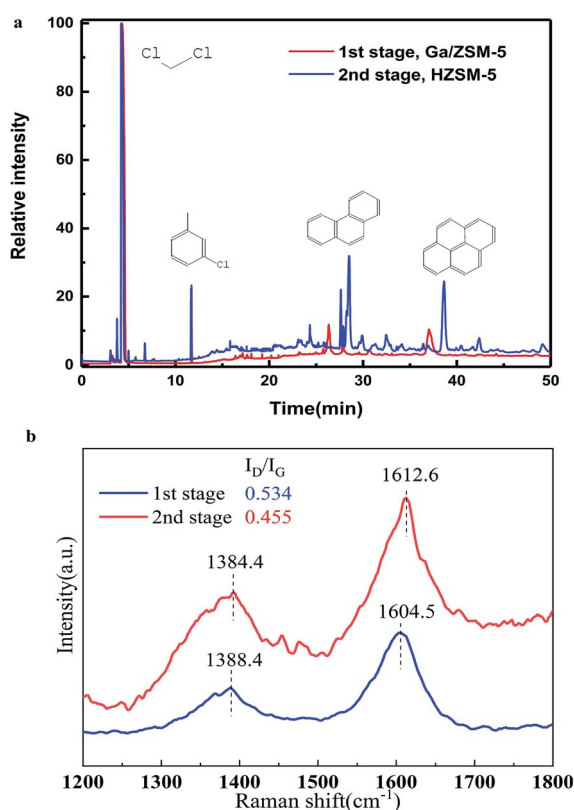 a
100
80
60
40
20
0
Relative intensity
Cl
Cl
1st stage, Ga/ZSM-5
2nd stage, HZSM-5
Cl
0 10 20 30 40 50
Time(min)
b
I_D/I_G
1st stage 0.534
2nd stage 0.455
1612.6
1384.4
1604.5
1388.4
Intensity(a.u.)
1200 1300 1400 1500 1600 1700 1800
Raman shift(cm⁻¹)